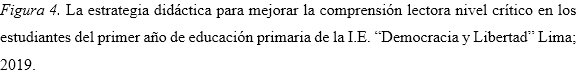 Figura 4. La estrategia didáctica para mejorar la comprensión lectora nivel crítico en los
estudiantes del primer año de educación primaria de la I.E. “Democracia y Libertad” Lima;
2019.